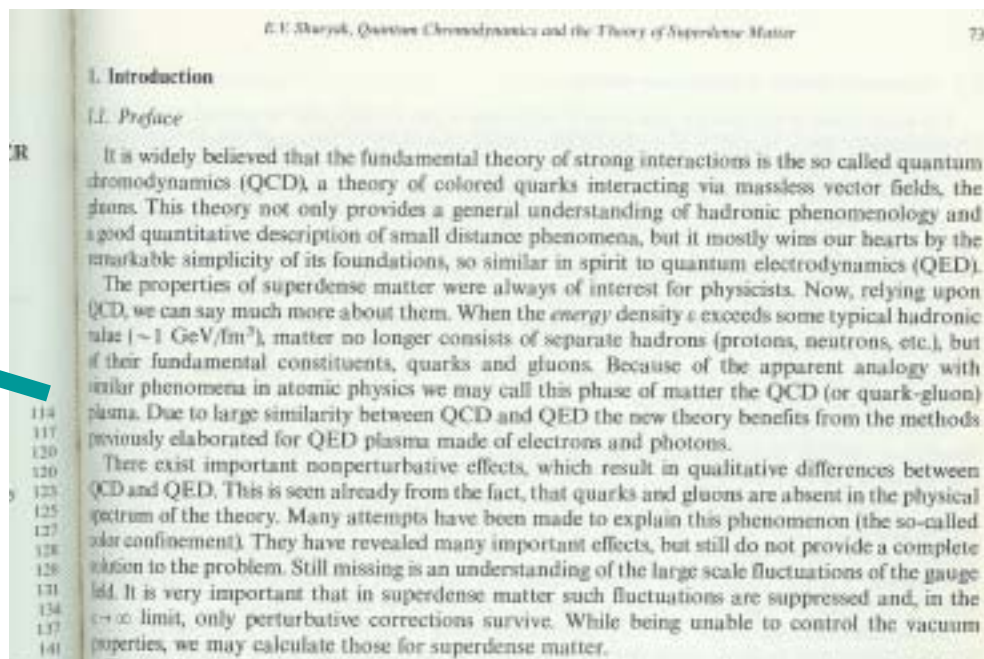 E.V. Shuryak, Quantum Chromodynamics and the Theory of Superdense Matter 73
1. Introduction
1.1. Preface
ER
It is widely believed that the fundamental theory of strong interactions is the so called quantum
chromodynamics (QCD), a theory of colored quarks interacting via massless vector fields, the
gluons. This theory not only provides a general understanding of hadronic phenomenology and
a good quantitative description of small distance phenomena, but it mostly wins our hearts by the
remarkable simplicity of its foundations, so similar in spirit to quantum electrodynamics (QED).
The properties of superdense matter were always of interest for physicists. Now, relying upon
QCD, we can say much more about them. When the energy density ε exceeds some typical hadronic
value (~1 GeV/fm³), matter no longer consists of separate hadrons (protons, neutrons, etc.), but
of their fundamental constituents, quarks and gluons. Because of the apparent analogy with
similar phenomena in atomic physics we may call this phase of matter the QCD (or quark-gluon)
plasma. Due to large similarity between QCD and QED the new theory benefits from the methods
previously elaborated for QED plasma made of electrons and photons.
There exist important nonperturbative effects, which result in qualitative differences between
QCD and QED. This is seen already from the fact, that quarks and gluons are absent in the physical
spectrum of the theory. Many attempts have been made to explain this phenomenon (the so-called
color confinement). They have revealed many important effects, but still do not provide a complete
solution to the problem. Still missing is an understanding of the large scale fluctuations of the gauge
field. It is very important that in superdense matter such fluctuations are suppressed and, in the
ε→∞ limit, only perturbative corrections survive. While being unable to control the vacuum
properties, we may calculate those for superdense matter.
114
117
120
120
123
125
127
128
129
131
134
137
141